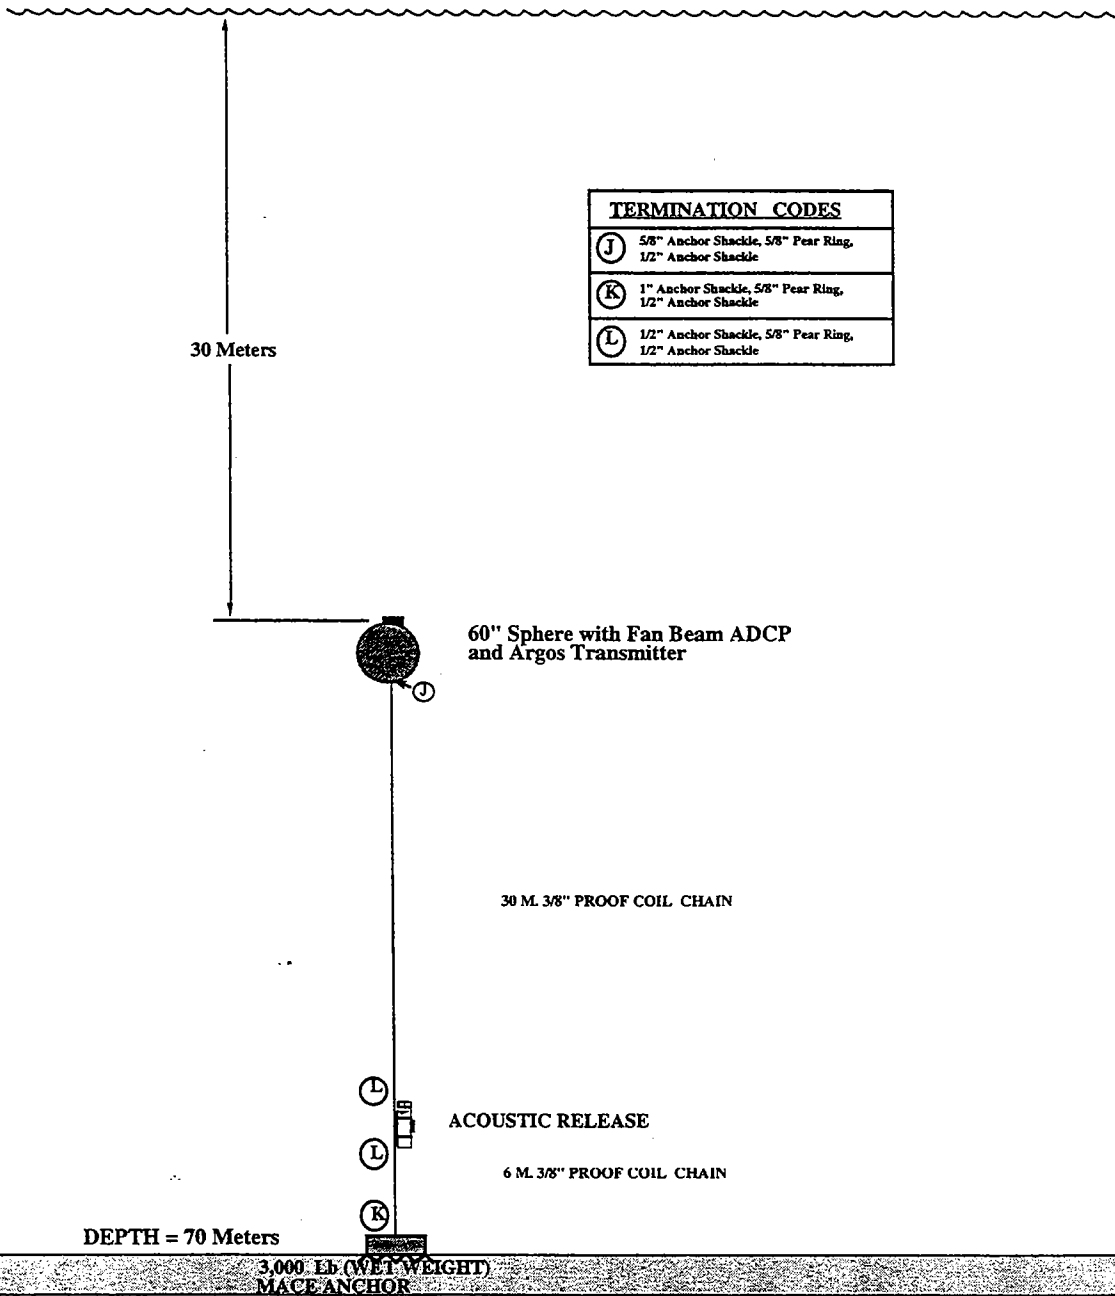 TERMINATION CODES
J
5/8" Anchor Shackle, 5/8" Pear Ring,
1/2" Anchor Shackle
K
1" Anchor Shackle, 5/8" Pear Ring,
1/2" Anchor Shackle
L
1/2" Anchor Shackle, 5/8" Pear Ring,
1/2" Anchor Shackle
30 Meters
60" Sphere with Fan Beam ADCP
and Argos Transmitter
J
30 M. 3/8" PROOF COIL CHAIN
L
ACOUSTIC RELEASE
L
6 M. 3/8" PROOF COIL CHAIN
K
DEPTH = 70 Meters
3,000 Lb (WET WEIGHT)
MACE ANCHOR